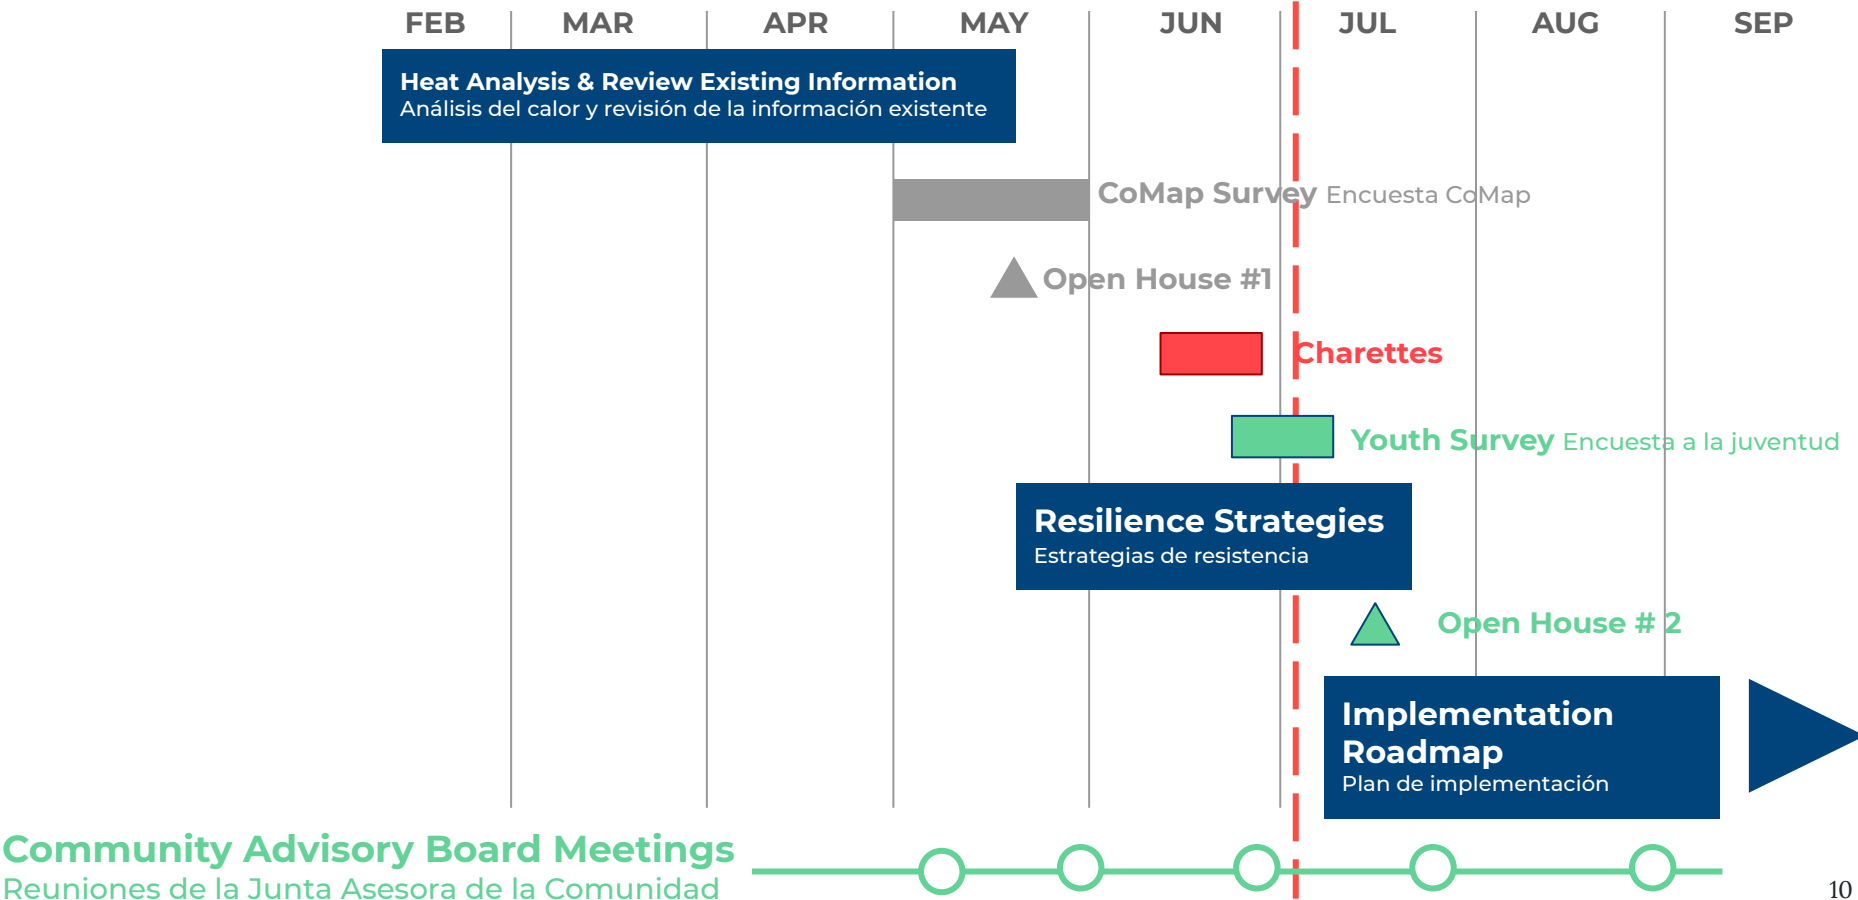 FEB MAR APR MAY JUN JUL AUG SEP
Heat Analysis & Review Existing Information
Análisis del calor y revisión de la información existente
CoMap Survey Encuesta CoMap
Open House #1
Charettes
Youth Survey Encuesta a la juventud
Resilience Strategies
Estrategias de resistencia
Open House # 2
Implementation
Roadmap
Plan de implementación
Community Advisory Board Meetings
Reuniones de la Junta Asesora de la Comunidad
10